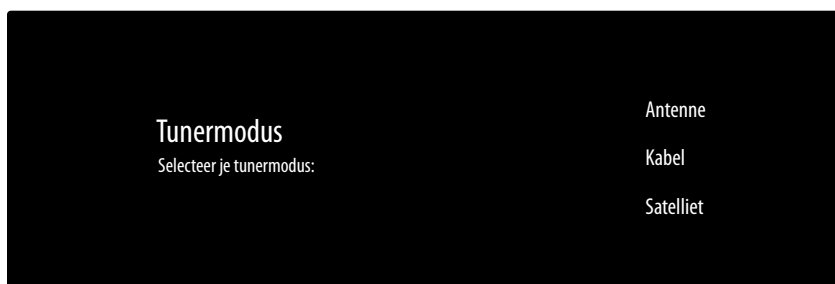 Tunermodus
Selecteer je tunermodus:
Antenne
Kabel
Satelliet